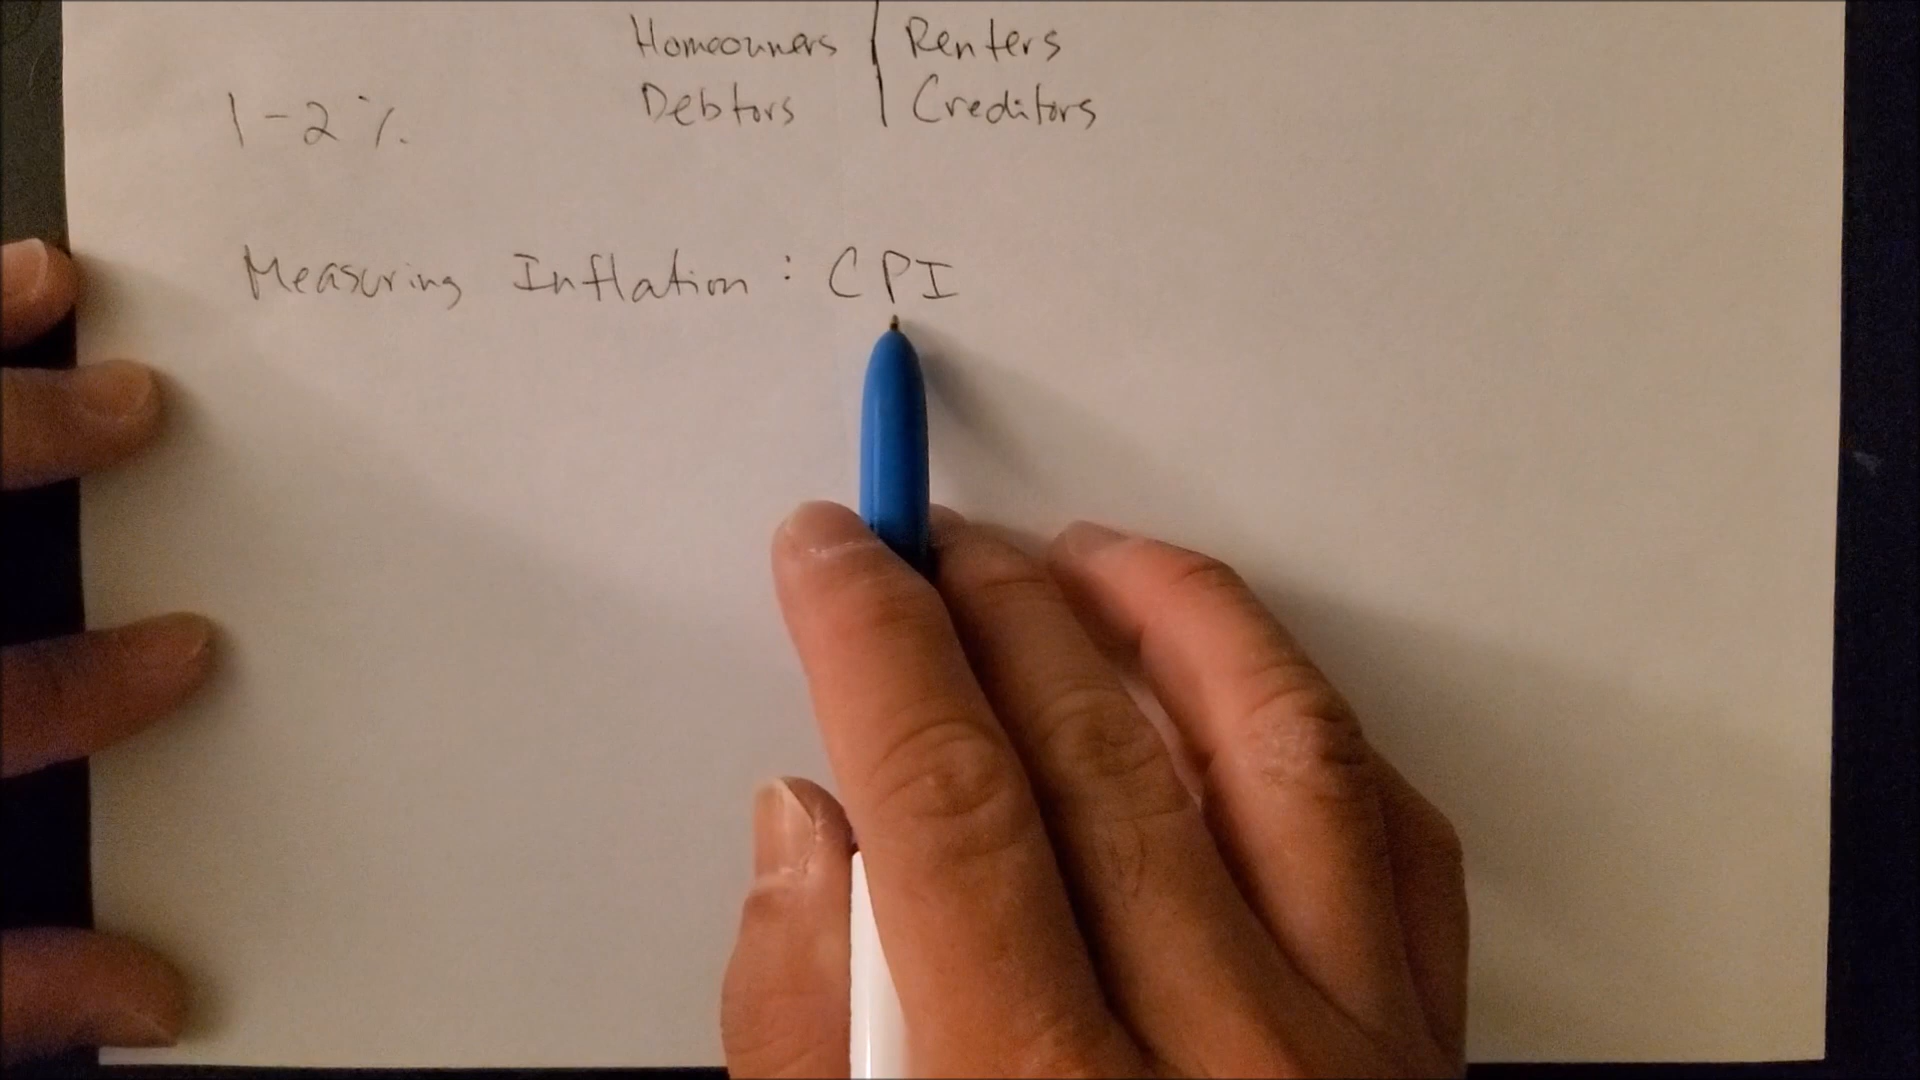 Homeowners | Renters
Debtors | Creditors
1-2%
Measuring Inflation: CPI